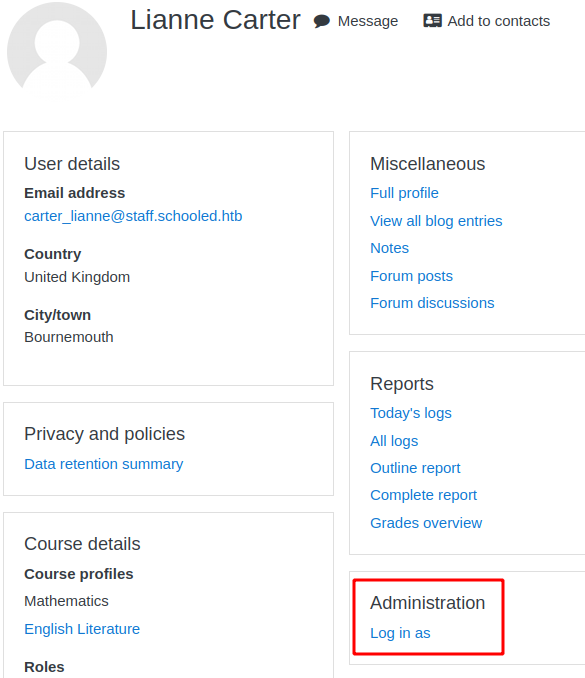 Lianne Carter Message Add to contacts
User details
Email address
carter_lianne@staff.schooled.htb
Country
United Kingdom
City/town
Bournemouth
Privacy and policies
Data retention summary
Course details
Course profiles
Mathematics
English Literature
Roles
Miscellaneous
Full profile
View all blog entries
Notes
Forum posts
Forum discussions
Reports
Today's logs
All logs
Outline report
Complete report
Grades overview
Administration
Log in as